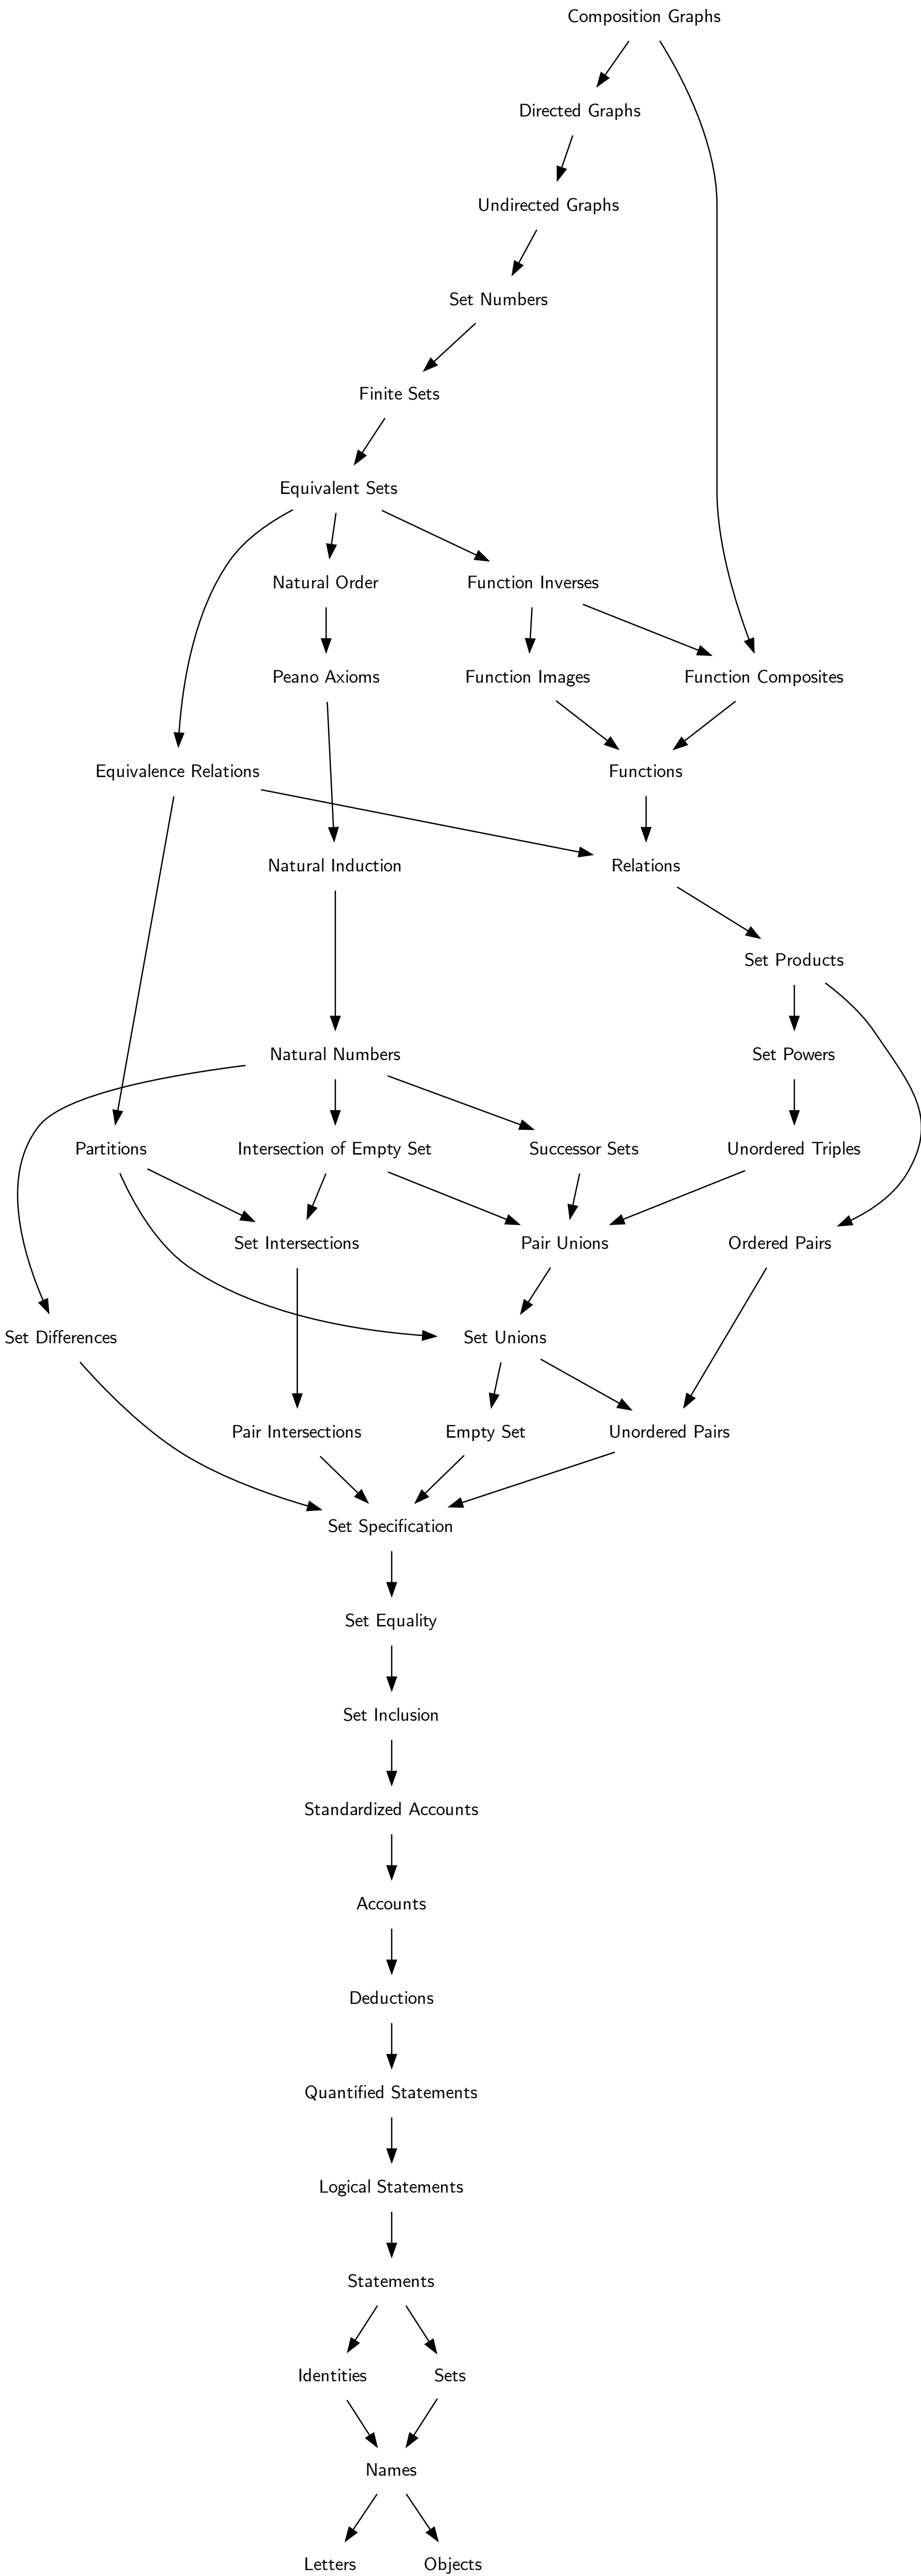 Composition Graphs
Directed Graphs
Undirected Graphs
Set Numbers
Finite Sets
Equivalent Sets
Natural Order
Function Inverses
Peano Axioms
Function Images
Function Composites
Equivalence Relations
Functions
Natural Induction
Relations
Set Products
Natural Numbers
Set Powers
Partitions
Intersection of Empty Set
Successor Sets
Unordered Triples
Set Intersections
Pair Unions
Ordered Pairs
Set Differences
Set Unions
Pair Intersections
Empty Set
Unordered Pairs
Set Specification
Set Equality
Set Inclusion
Standardized Accounts
Accounts
Deductions
Quantified Statements
Logical Statements
Statements
Identities
Sets
Names
Letters
Objects